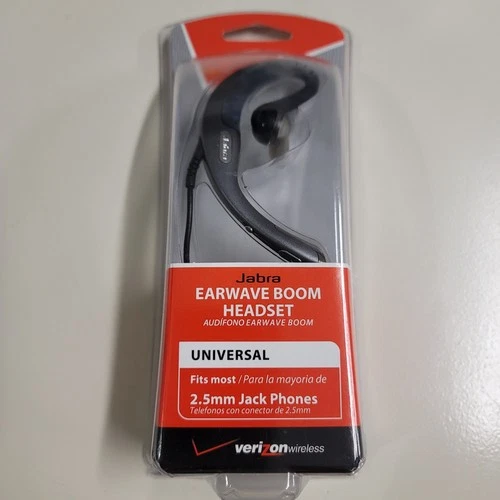 Jabra
Jabra
EARWAVE BOOM
HEADSET
AUDÍFONO EARWAVE BOOM
UNIVERSAL
Fits most / Para la mayoria de
2.5mm Jack Phones
Telefonos con conector de 2.5mm
verizonwireless